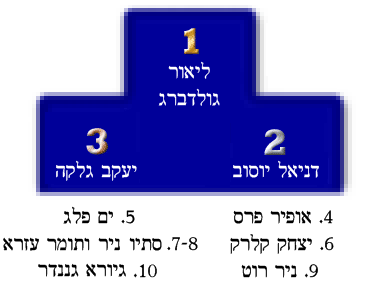 1
ליאור
גולדברג
2
דניאל יוסוב
3
יעקב גלקה
4. אופיר פרס
5. ים פלג
6. יצחק קלרק
7-8. סתיו ניר ותומר עזרא
9. ניר רוט
10. גיורא גננדר